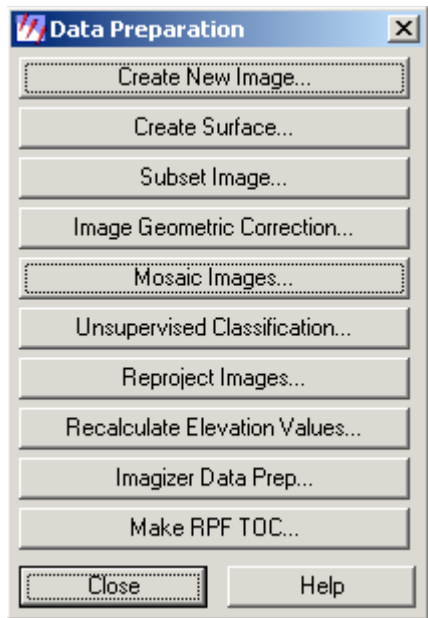 Data Preparation
Create New Image...
Create Surface...
Subset Image...
Image Geometric Correction...
Mosaic Images...
Unsupervised Classification...
Reproject Images...
Recalculate Elevation Values...
Imagizer Data Prep...
Make RPF TOC...
Close Help